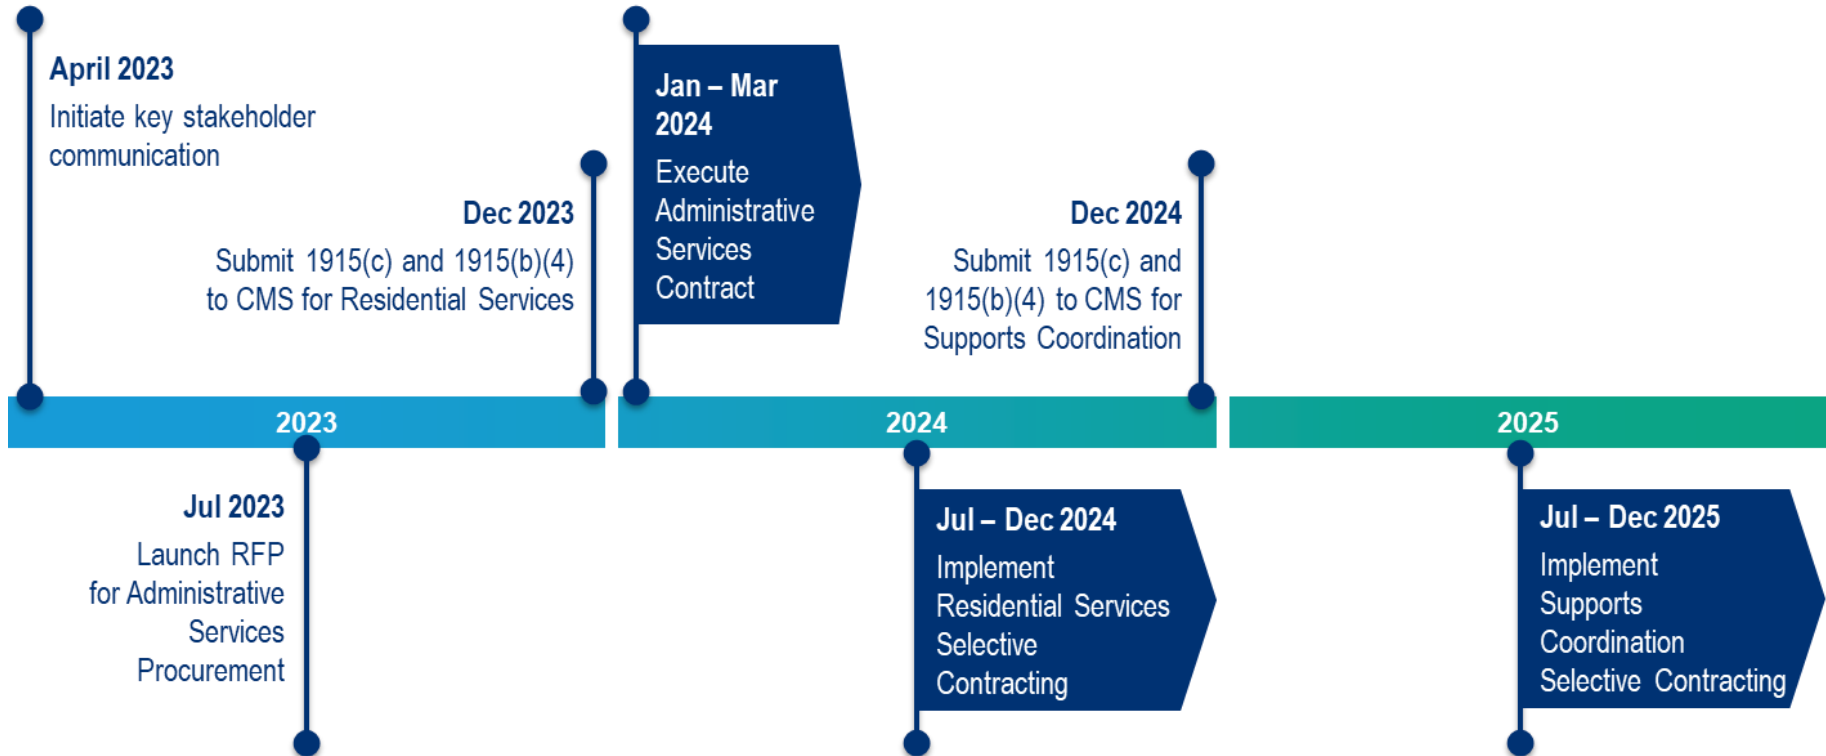 April 2023
Initiate key stakeholder
communication
Dec 2023
Submit 1915(c) and 1915(b)(4)
to CMS for Residential Services
Jan – Mar
2024
Execute
Administrative
Services
Contract
Dec 2024
Submit 1915(c) and
1915(b)(4) to CMS for
Supports Coordination
2023
2024
2025
Jul 2023
Launch RFP
for Administrative
Services
Procurement
Jul – Dec 2024
Implement
Residential Services
Selective
Contracting
Jul – Dec 2025
Implement
Supports
Coordination
Selective Contracting